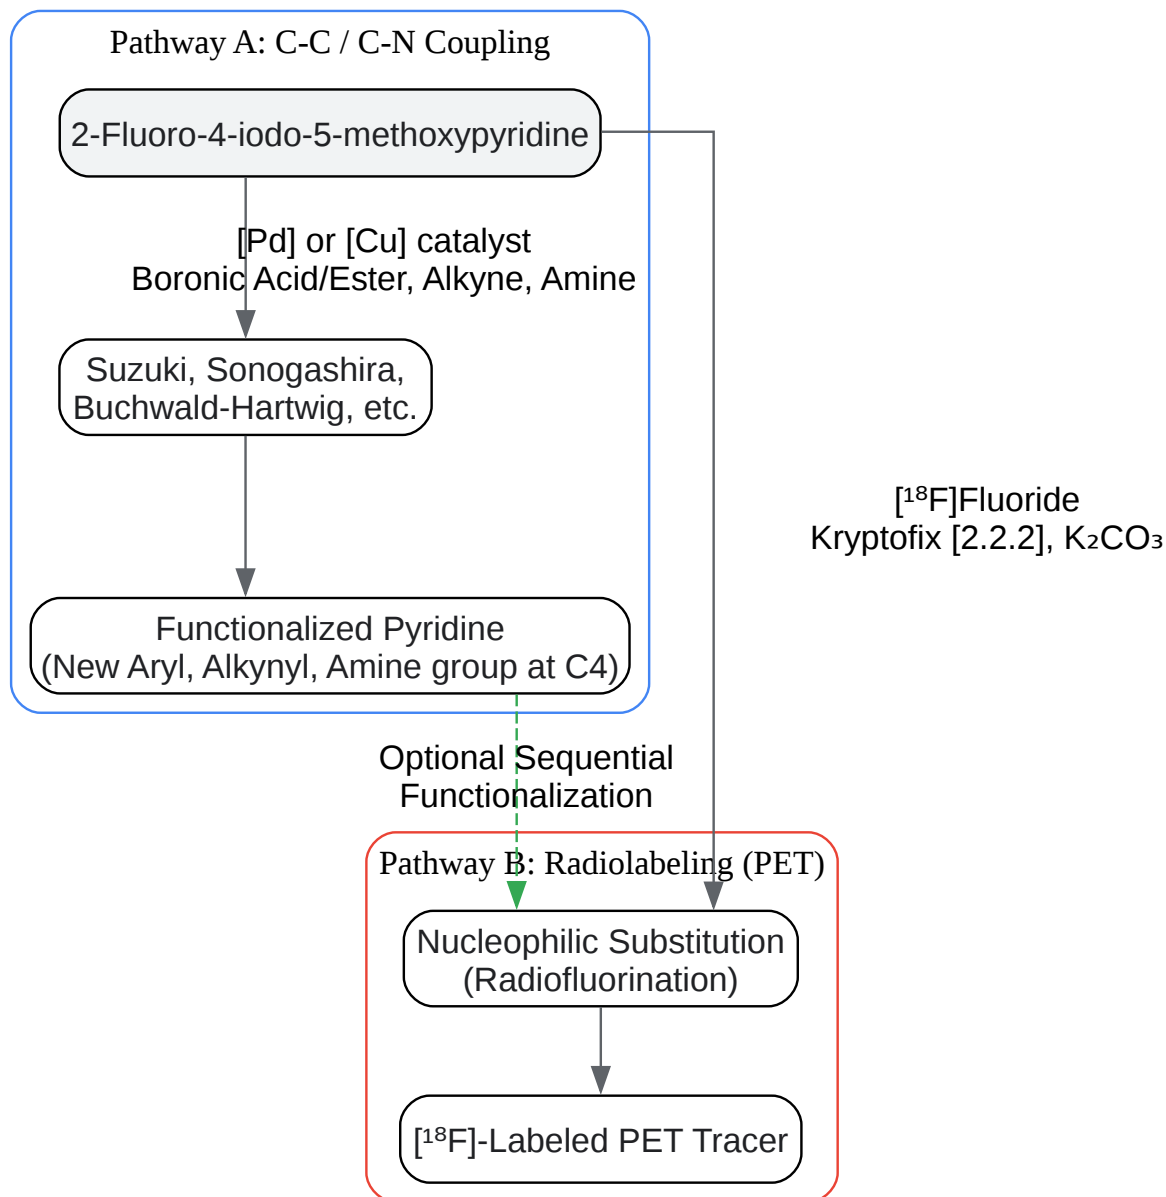 Pathway A: C-C / C-N Coupling
2-Fluoro-4-iodo-5-methoxypyridine
[Pd] or [Cu] catalyst
Boronic Acid/Ester, Alkyne, Amine
Suzuki, Sonogashira,
Buchwald-Hartwig, etc.
[¹⁸F]Fluoride
Kryptofix [2.2.2], K₂CO₃
Functionalized Pyridine
(New Aryl, Alkynyl, Amine group at C4)
Optional Sequential
Functionalization
Pathway B: Radiolabeling (PET)
Nucleophilic Substitution
(Radiofluorination)
[¹⁸F]-Labeled PET Tracer